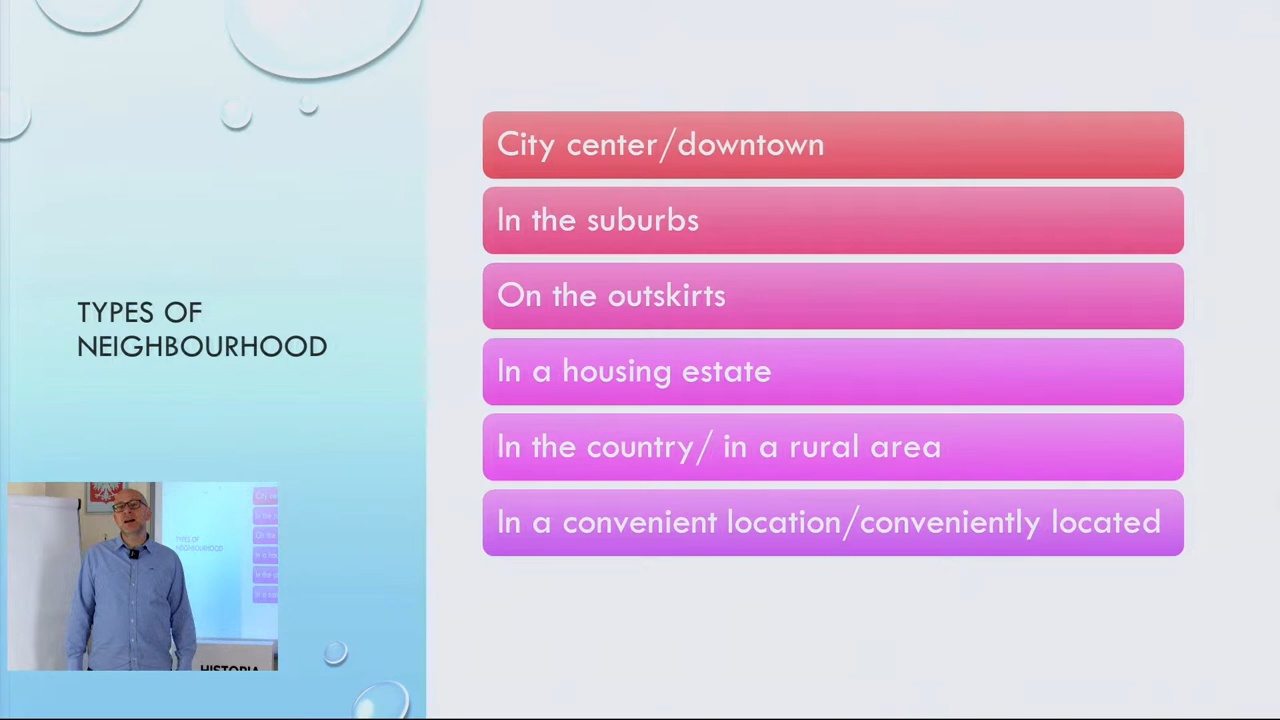 TYPES OF
NEIGHBOURHOOD
City center/downtown
In the suburbs
On the outskirts
In a housing estate
In the country/ in a rural area
In a convenient location/conveniently located
TYPES OF
NEIGHBOURHOOD
HISTORIA